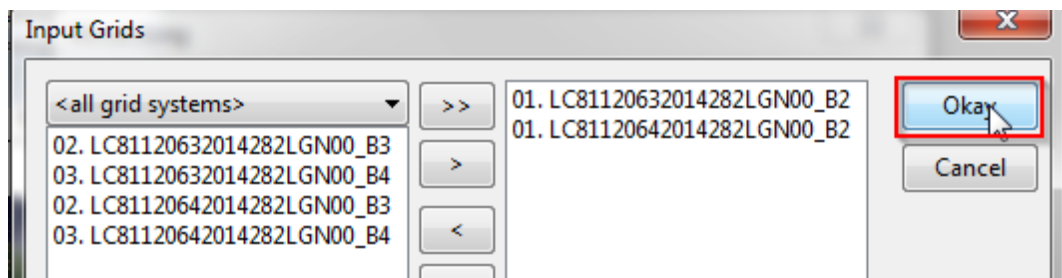 Input Grids
<all grid systems>
02. LC81120632014282LGN00_B3
03. LC81120632014282LGN00_B4
02. LC81120642014282LGN00_B3
03. LC81120642014282LGN00_B4
>>
>
<
01. LC81120632014282LGN00_B2
01. LC81120642014282LGN00_B2
Okay
Cancel